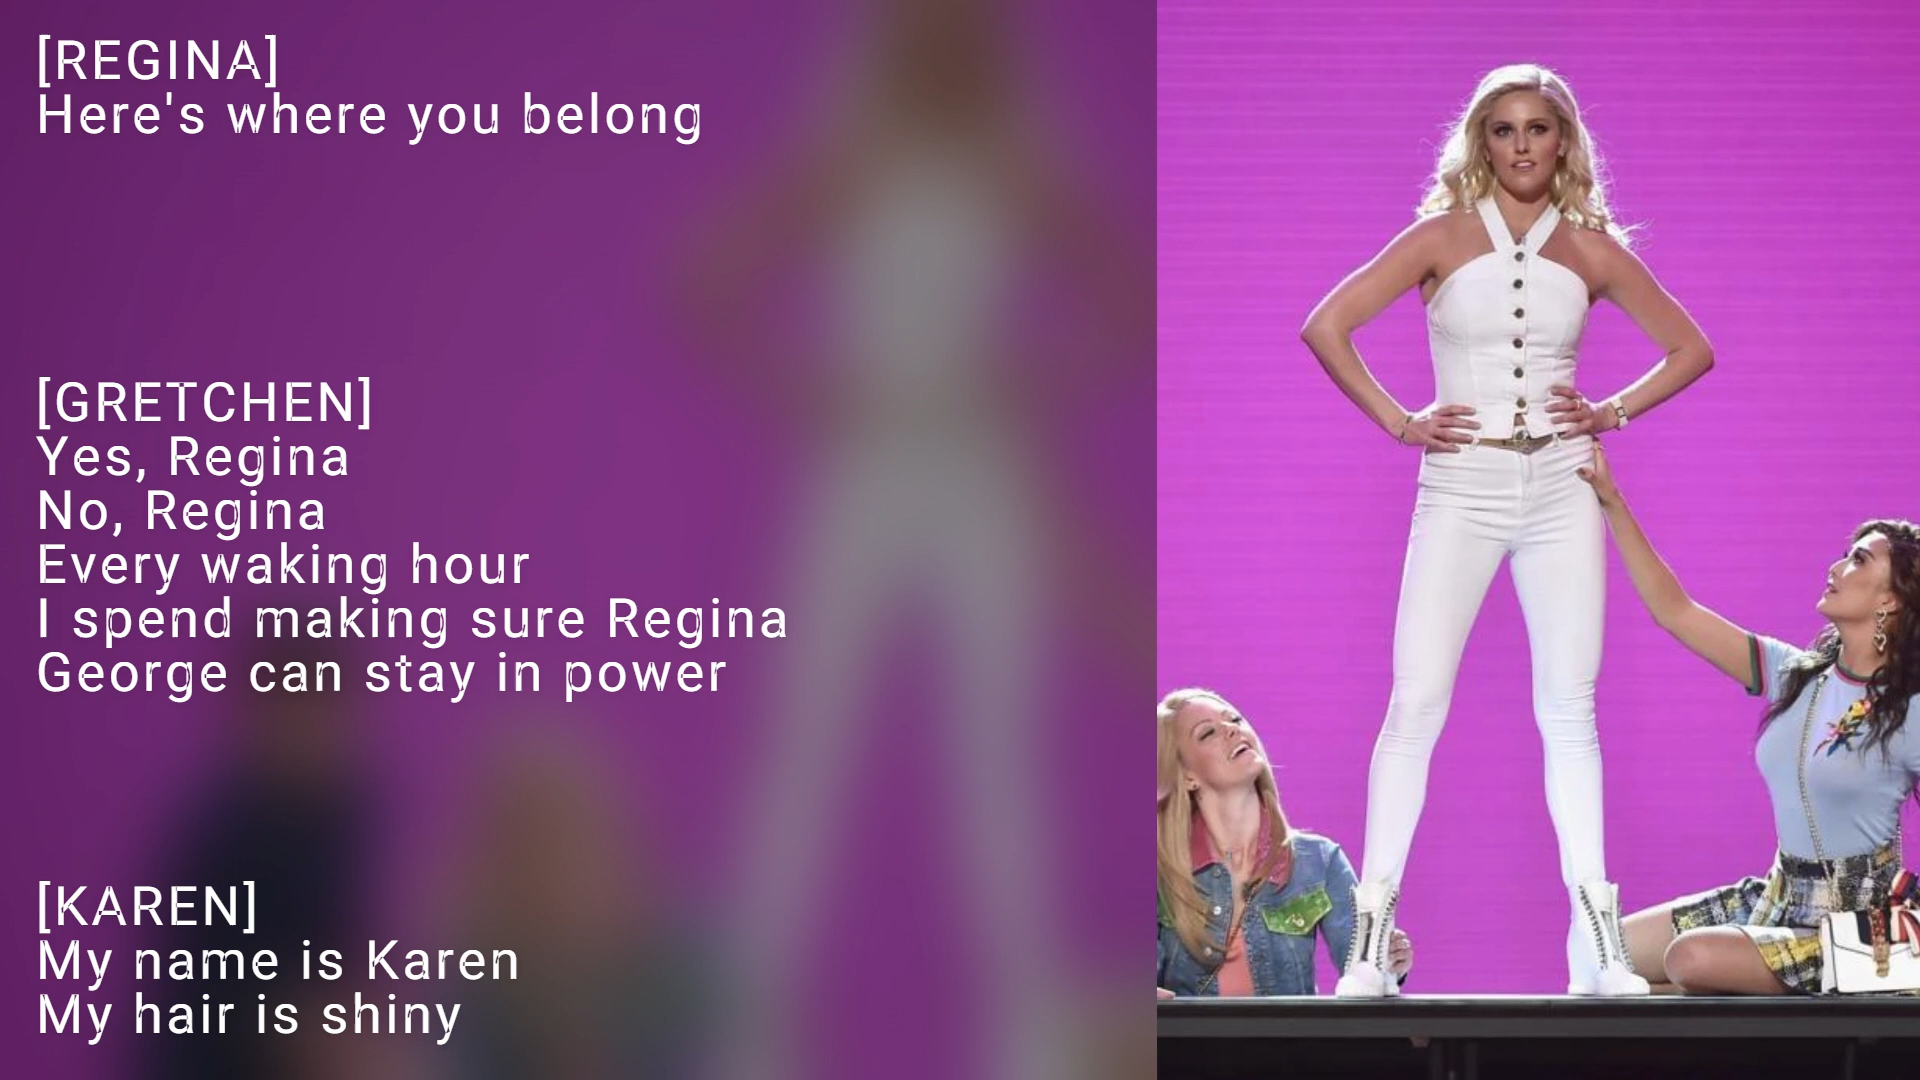 [REGINA]
Here's where you belong
[GRETCHEN]
Yes, Regina
No, Regina
Every waking hour
I spend making sure Regina
George can stay in power
[KAREN]
My name is Karen
My hair is shiny